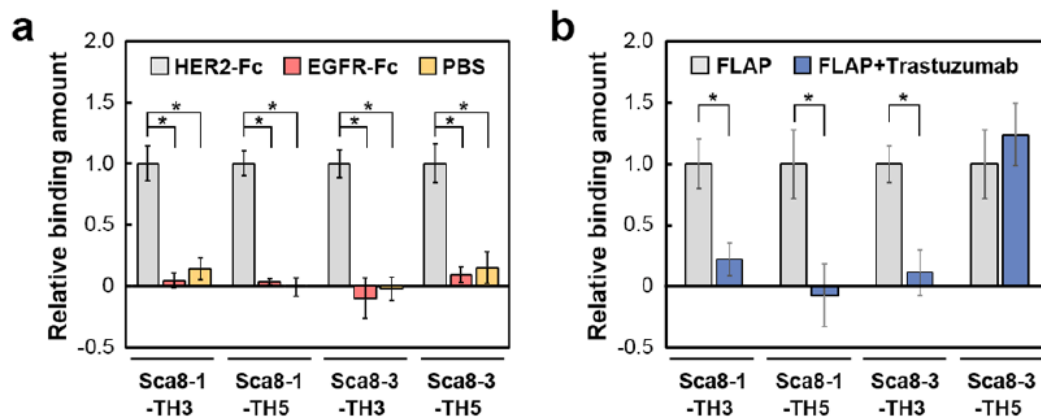 a
Relative binding amount
2.0
1.5
1.0
0.5
0
-0.5
HER2-Fc EGFR-Fc PBS
* * * *
* * * *
Sca8-1 Sca8-1 Sca8-3 Sca8-3
-TH3 -TH5 -TH3 -TH5
b
Relative binding amount
2.0
1.5
1.0
0.5
0
-0.5
FLAP FLAP+Trastuzumab
* * *
Sca8-1 Sca8-1 Sca8-3 Sca8-3
-TH3 -TH5 -TH3 -TH5